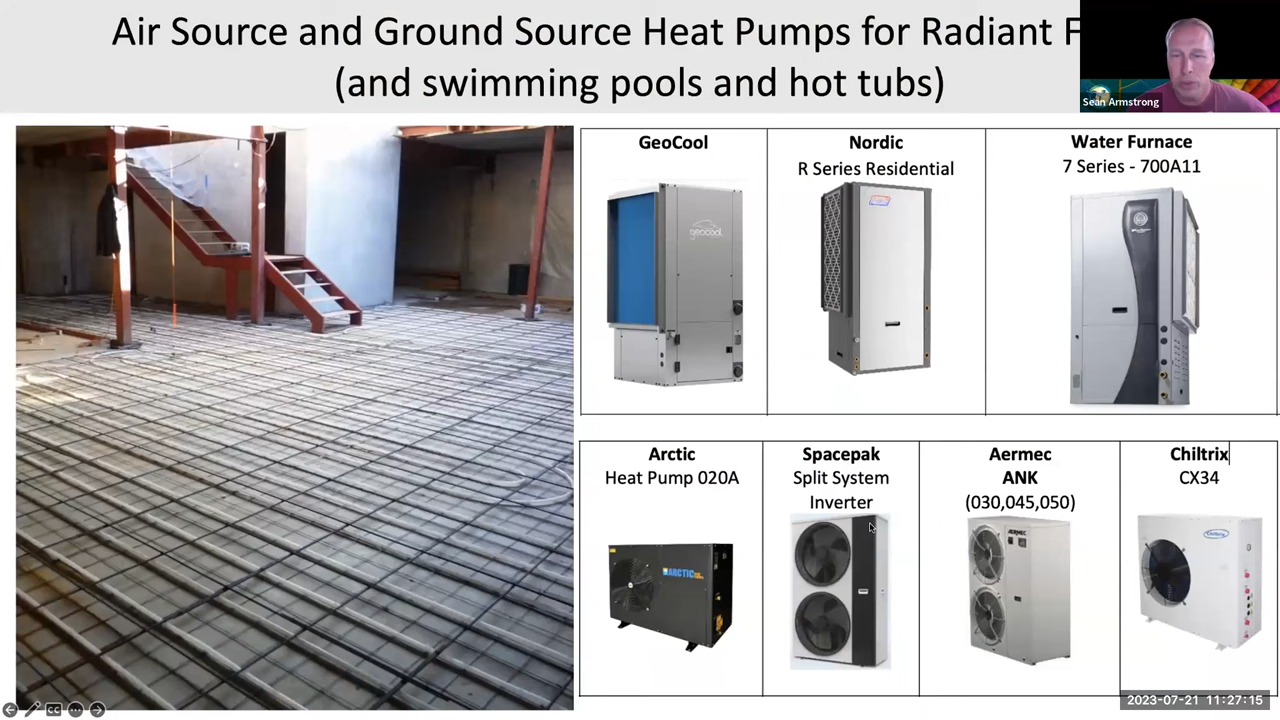 Air Source and Ground Source Heat Pumps for Radiant F
(and swimming pools and hot tubs)
Sean Armstrong
GeoCool
Nordic
R Series Residential
Water Furnace
7 Series - 700A11
geocool
Arctic
Heat Pump 020A
Spacepak
Split System
Inverter
Aermec
ANK
(030,045,050)
Chiltrix
CX34
ARCTIC
AERMEC
Chiltrix
CC
2023-07-21 11:27:15